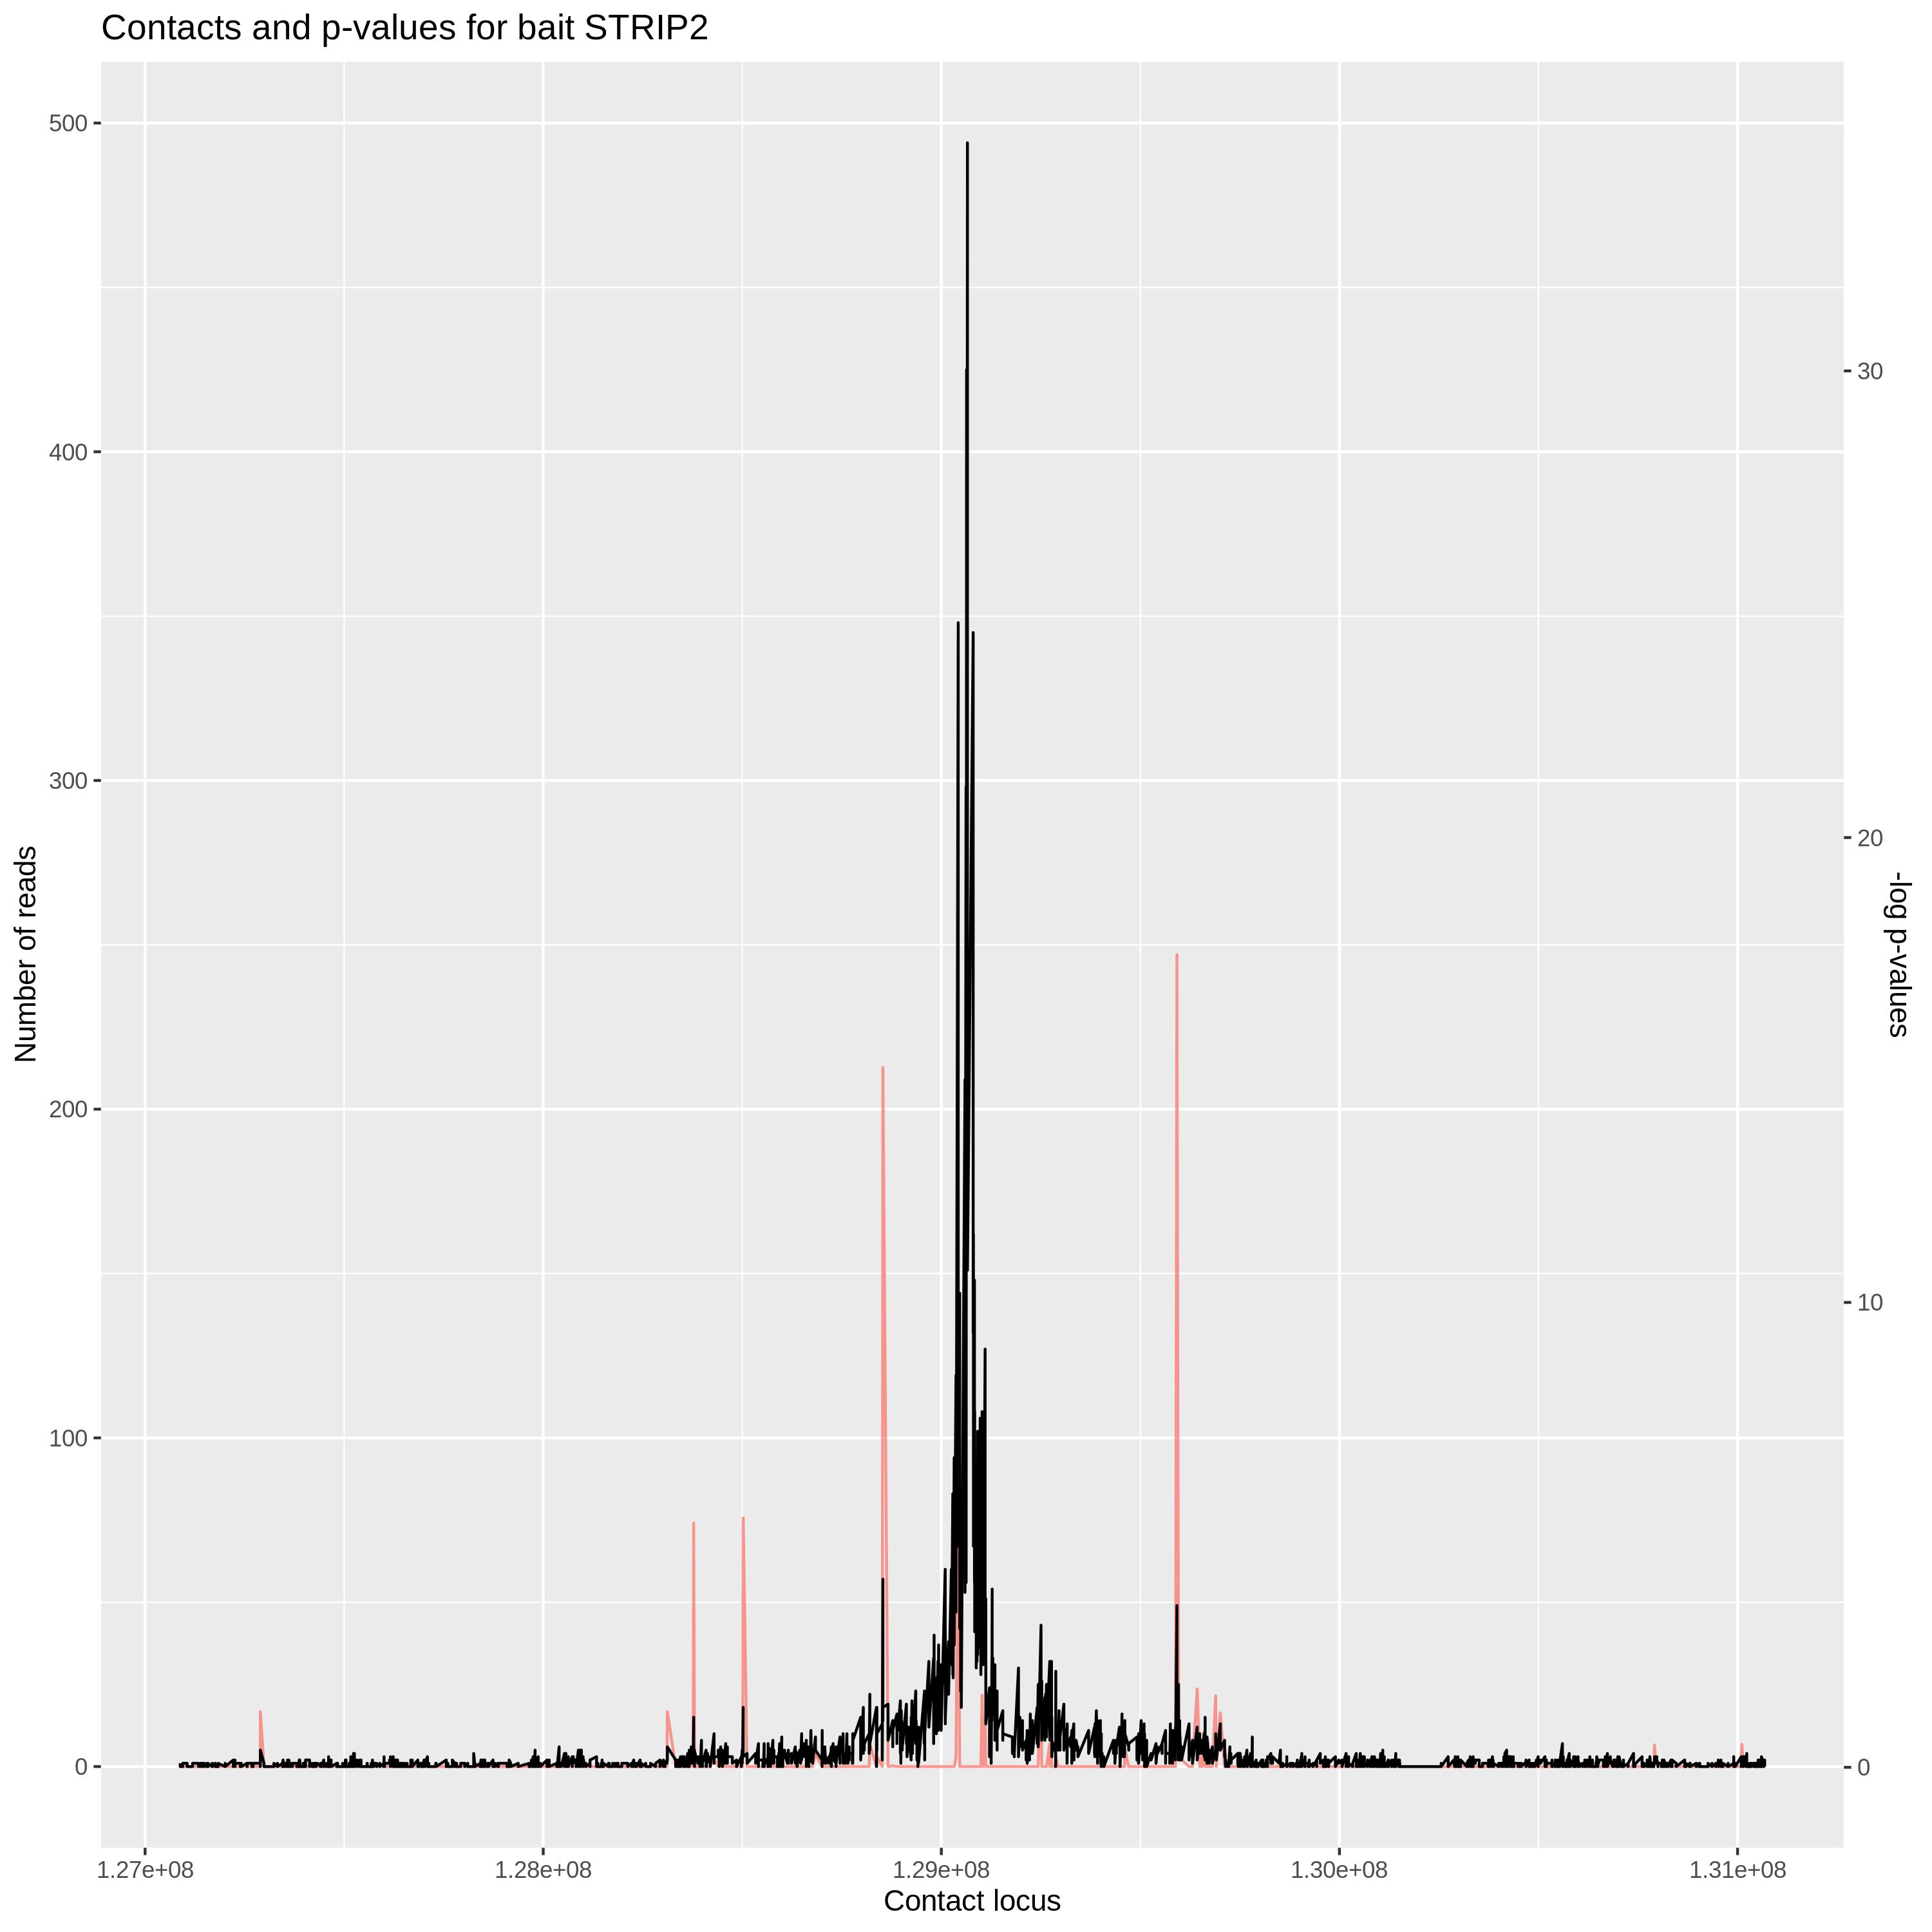 Contacts and p-values for bait STRIP2
500
400
300
200
100
0
Number of reads
30
20
10
0
-log p-values
1.27e+08
1.28e+08
1.29e+08
1.30e+08
1.31e+08
Contact locus